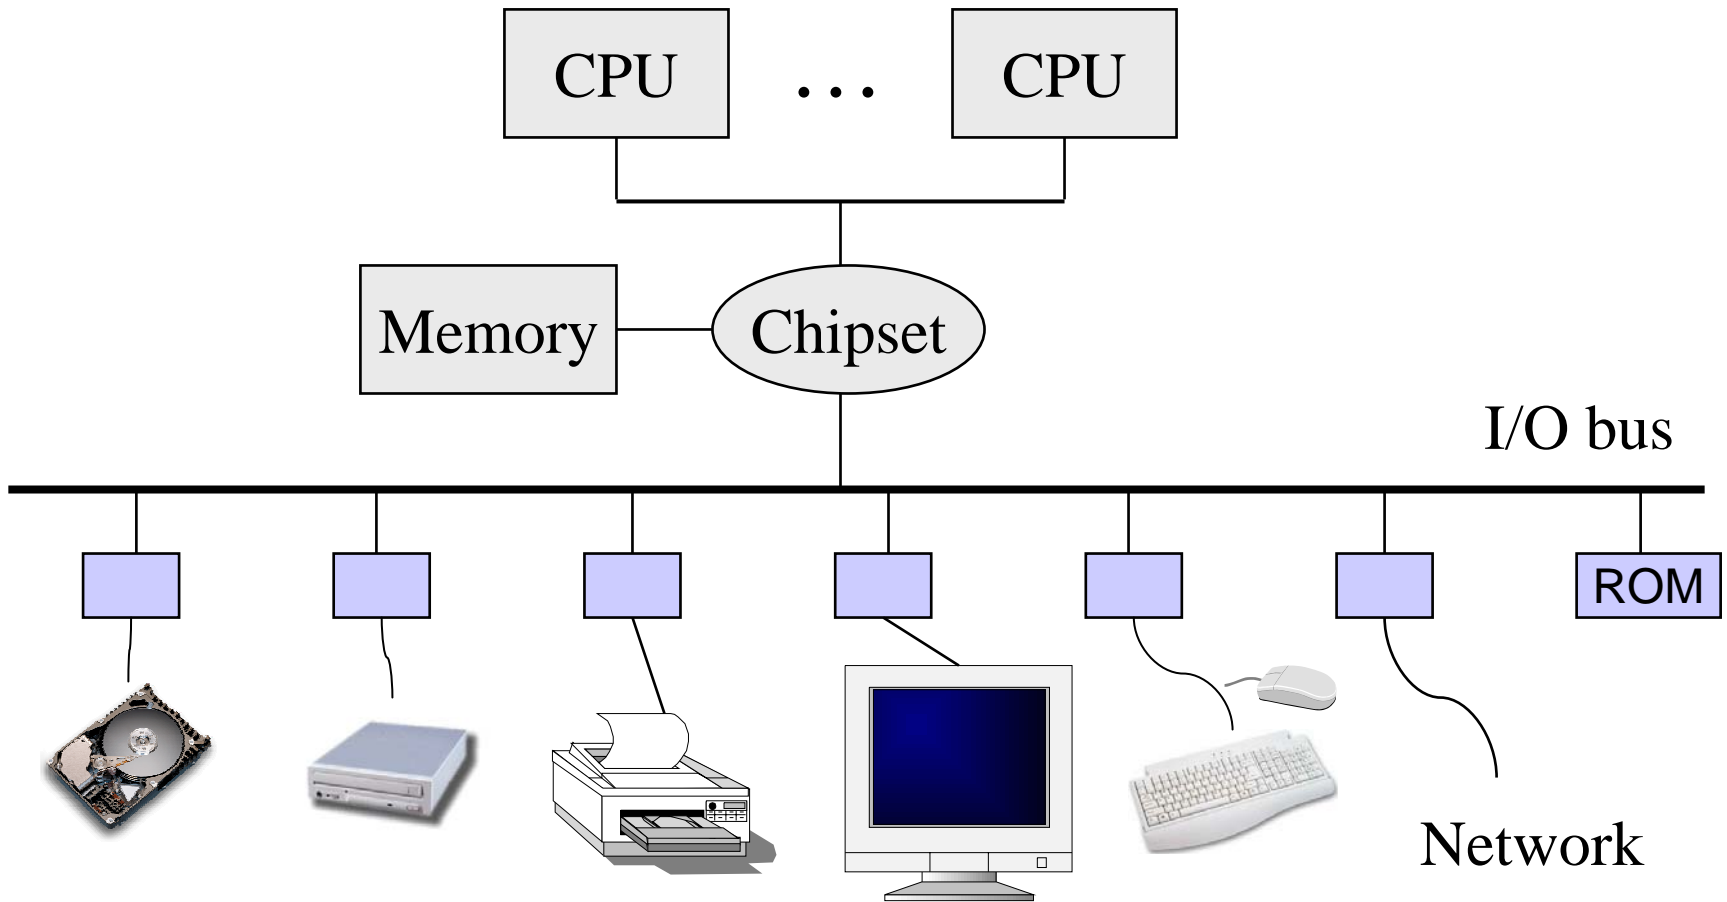 CPU ... CPU
Memory Chipset
I/O bus
ROM
Network